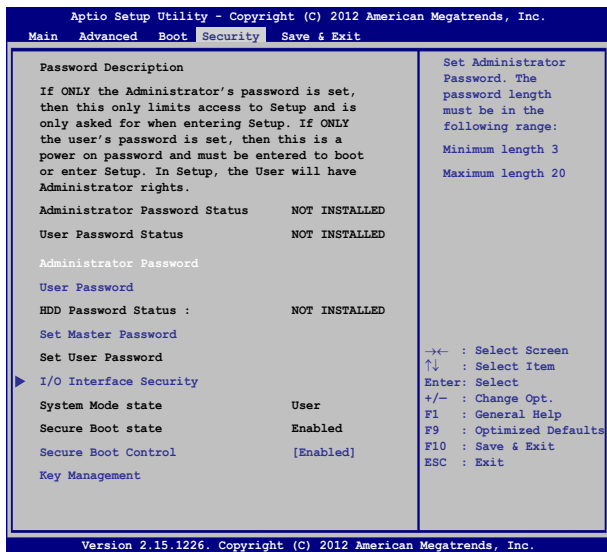 Aptio Setup Utility - Copyright (C) 2012 American Megatrends, Inc.
Main Advanced Boot Security Save & Exit
Password Description
If ONLY the Administrator's password is set,
then this only limits access to Setup and is
only asked for when entering Setup. If ONLY
the user's password is set, then this is a
power on password and must be entered to boot
or enter Setup. In Setup, the User will have
Administrator rights.
Administrator Password Status NOT INSTALLED
User Password Status NOT INSTALLED
Administrator Password
User Password
HDD Password Status : NOT INSTALLED
Set Master Password
Set User Password
I/O Interface Security
System Mode state User
Secure Boot state Enabled
Secure Boot Control [Enabled]
Key Management
Set Administrator
Password. The
password length
must be in the
following range:
Minimum length 3
Maximum length 20
→← : Select Screen
↑↓ : Select Item
Enter: Select
+/— : Change Opt.
F1 : General Help
F9 : Optimized Defaults
F10 : Save & Exit
ESC : Exit
Version 2.15.1226. Copyright (C) 2012 American Megatrends, Inc.